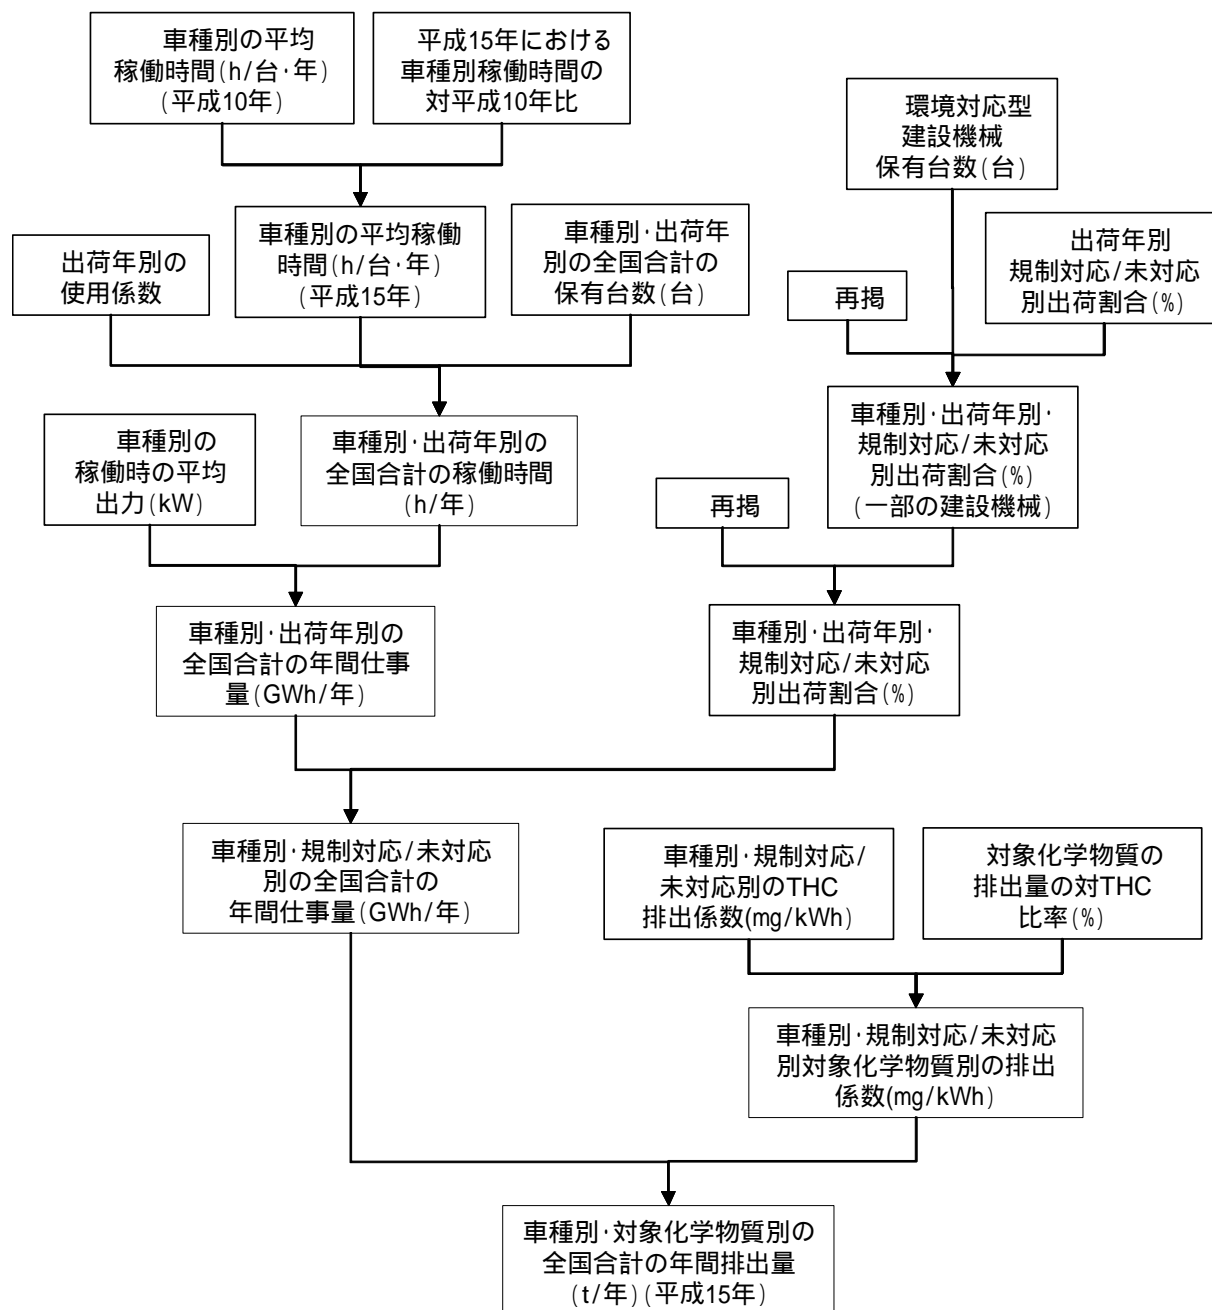 車種別の平均
稼働時間(h/台・年)
(平成10年)
平成15年における
車種別稼働時間の
対平成10年比
環境対応型
建設機械
保有台数(台)
出荷年別の
使用係数
車種別の平均稼働
時間(h/台・年)
(平成15年)
車種別・出荷年
別の全国合計の
保有台数(台)
再掲
出荷年別
規制対応/未対応
別出荷割合(%)
車種別の
稼働時の平均
出力(kW)
車種別・出荷年別の
全国合計の稼働時間
(h/年)
再掲
車種別・出荷年別・
規制対応/未対応
別出荷割合(%)
(一部の建設機械)
車種別・出荷年別の
全国合計の年間仕事
量(GWh/年)
車種別・出荷年別・
規制対応/未対応
別出荷割合(%)
車種別・規制対応/未対応
別の全国合計の
年間仕事量(GWh/年)
車種別・規制対応/
未対応別のTHC
排出係数(mg/kWh)
対象化学物質の
排出量の対THC
比率(%)
車種別・規制対応/未対応
別対象化学物質別の排出
係数(mg/kWh)
車種別・対象化学物質別の
全国合計の年間排出量
(t/年)(平成15年)